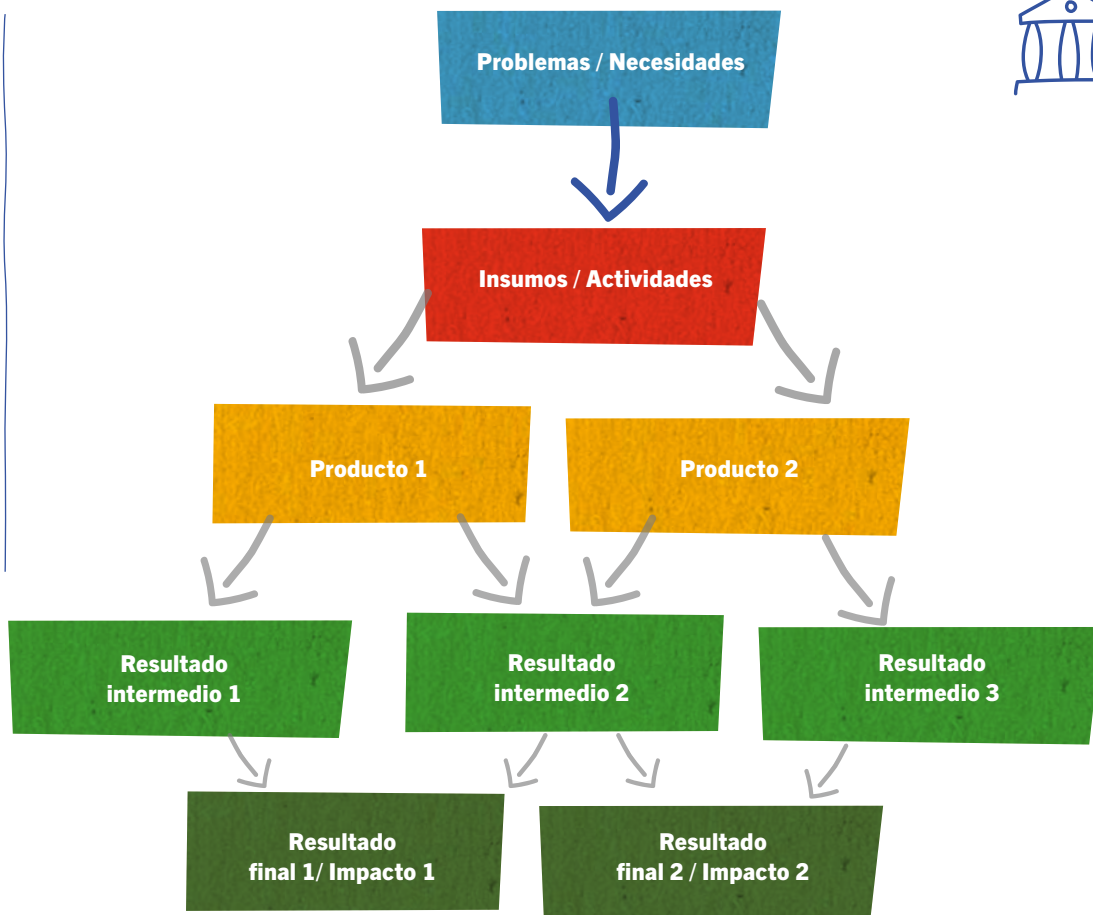 Problemas / Necesidades
Insumos / Actividades
Producto 1
Producto 2
Resultado
intermedio 1
Resultado
intermedio 2
Resultado
intermedio 3
Resultado
final 1/ Impacto 1
Resultado
final 2 / Impacto 2